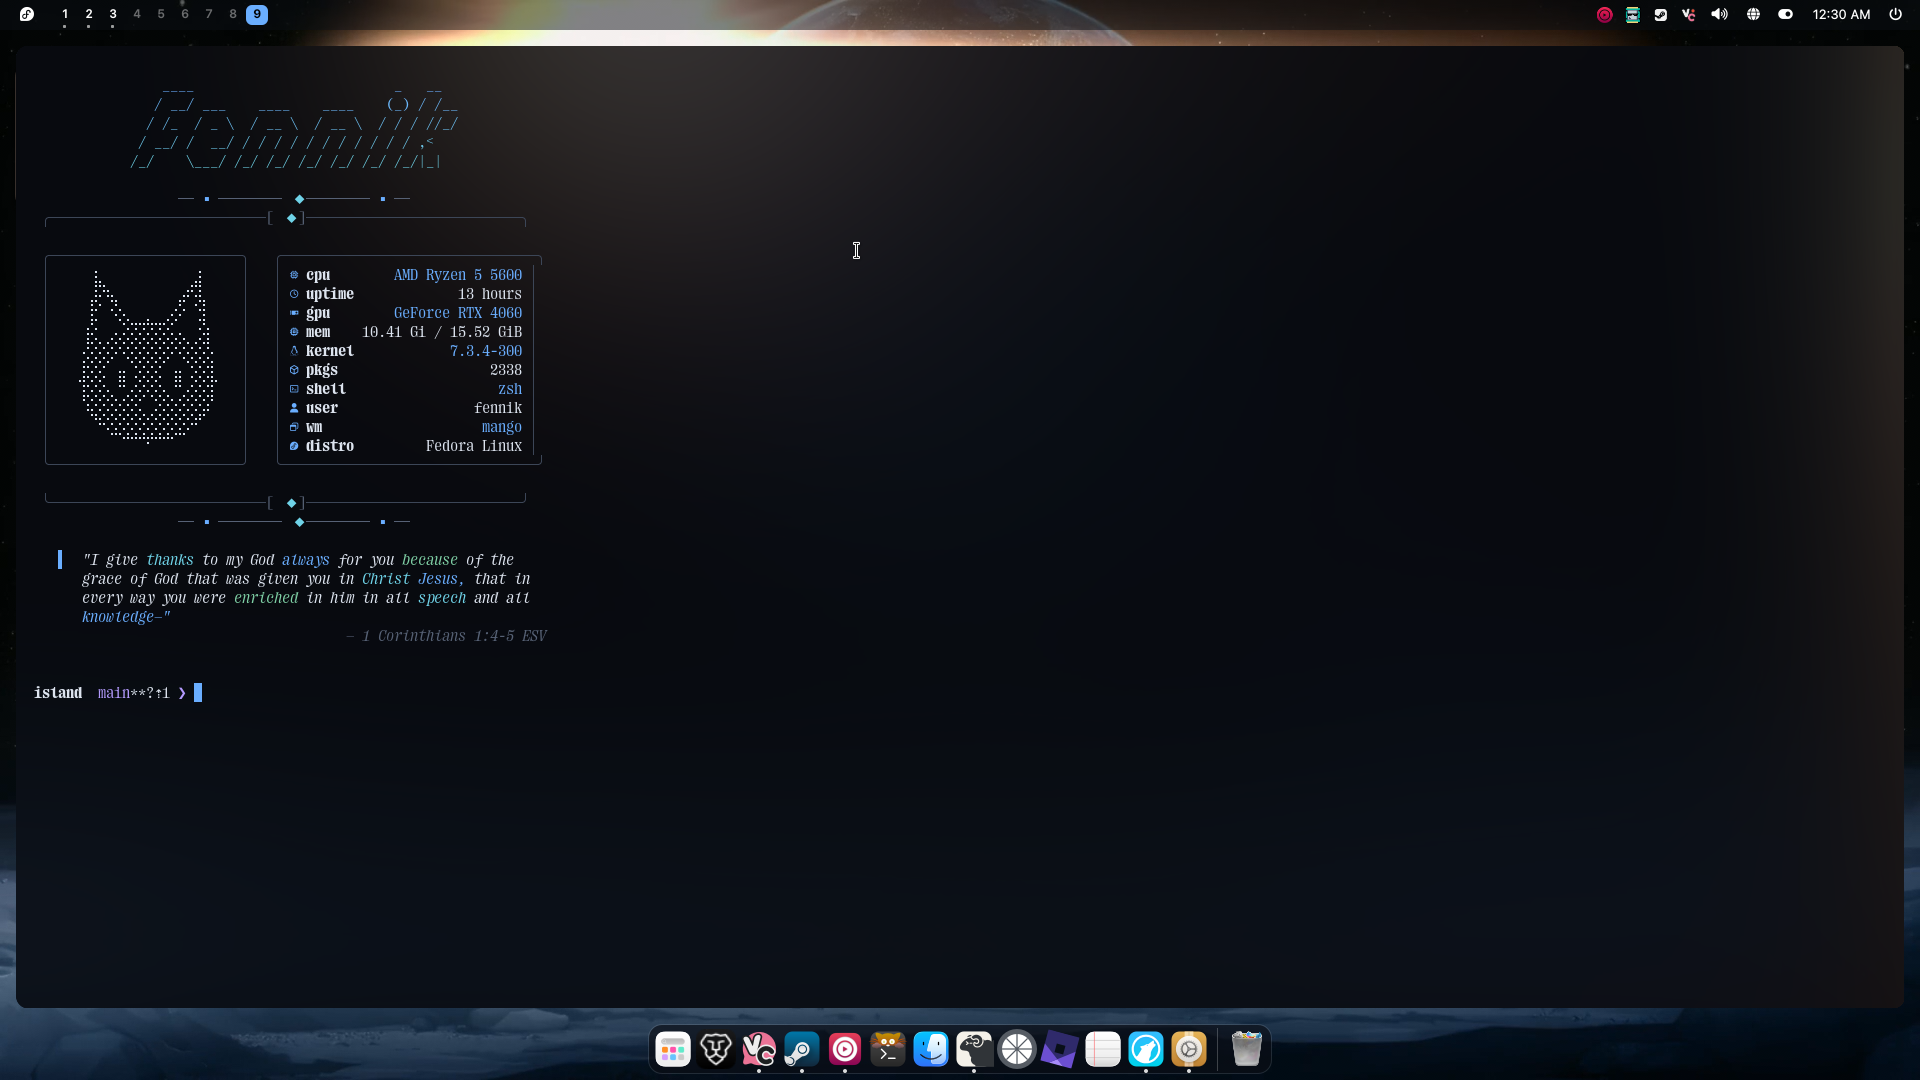 1 2 3 4 5 6 7 8 9 12:30 AM
Fennik
cpu AMD Ryzen 5 5600
uptime 13 hours
gpu GeForce RTX 4060
mem 10.41 Gi / 15.52 GiB
kernel 7.3.4-300
pkgs 2338
shell zsh
user fennik
wm mango
distro Fedora Linux
"I give thanks to my God always for you because of the
grace of God that was given you in Christ Jesus, that in
every way you were enriched in him in all speech and all
knowledge—"
— 1 Corinthians 1:4-5 ESV
island main**?↑1 ❯